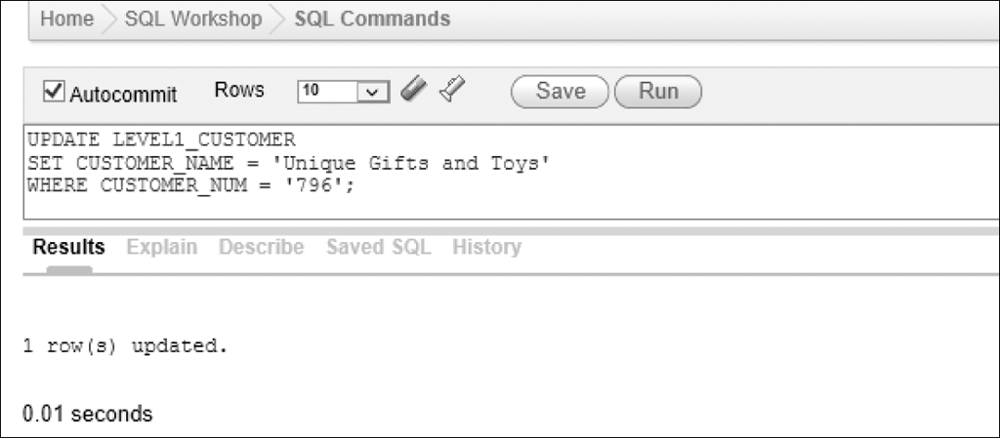 Home SQL Workshop SQL Commands
Autocommit Rows 10 Save Run
UPDATE LEVEL1_CUSTOMER
SET CUSTOMER_NAME = 'Unique Gifts and Toys'
WHERE CUSTOMER_NUM = '796';
Results Explain Describe Saved SQL History
1 row(s) updated.
0.01 seconds